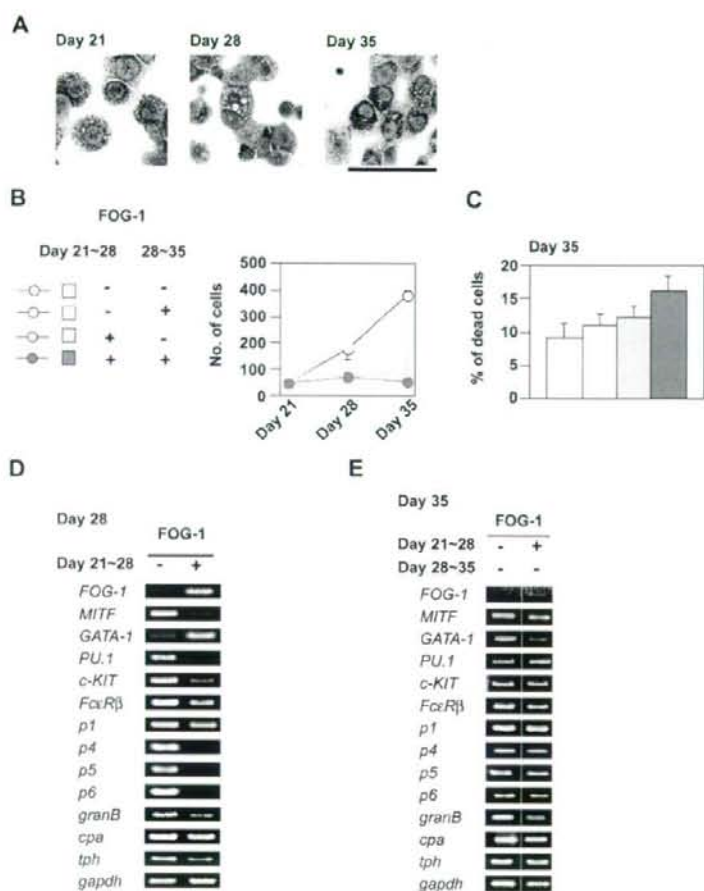 A
Day 21 Day 28 Day 35
B
FOG-1
Day 21~28 28~35
- -
- +
+ -
+ +
No. of cells
500
400
300
200
100
0
Day 21 Day 28 Day 35
C
Day 35
% of dead cells
20
15
10
5
0
D
Day 28
FOG-1
Day 21~28 - +
FOG-1
MITF
GATA-1
PU.1
c-KIT
FcεRβ
p1
p4
p5
p6
granB
cpa
tph
gapdh
E
Day 35
FOG-1
Day 21~28 - +
Day 28~35 - -
FOG-1
MITF
GATA-1
PU.1
c-KIT
FcεRβ
p1
p4
p5
p6
granB
cpa
tph
gapdh